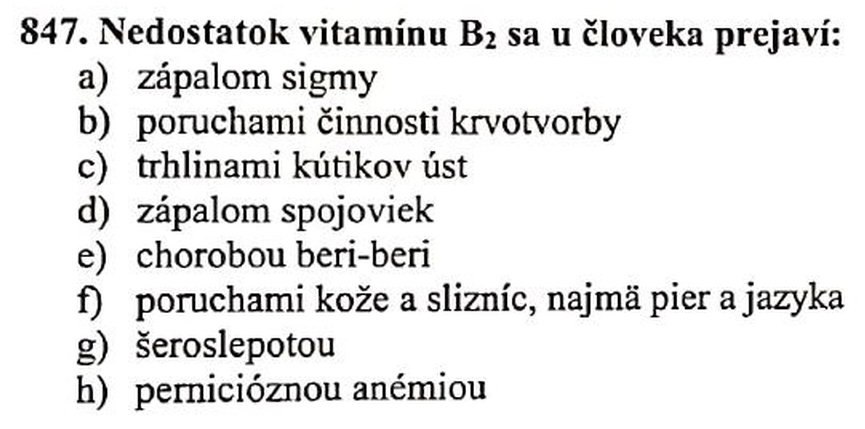 847. Nedostatok vitamínu B₂ sa u človeka prejaví:
a) zápalom sigmy
b) poruchami činnosti krvotvorby
c) trhlinami kútikov úst
d) zápalom spojoviek
e) chorobou beri-beri
f) poruchami kože a slizníc, najmä pier a jazyka
g) šeroslepotou
h) pernicióznou anémiou